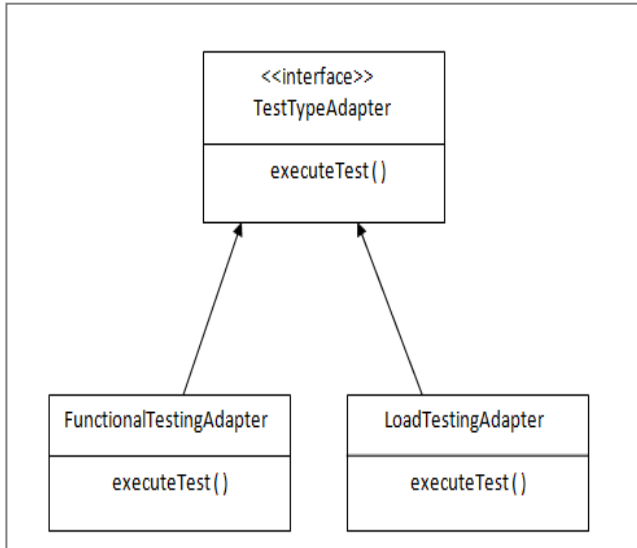 <<interface>>
TestTypeAdapter
executeTest()
FunctionalTestingAdapter
executeTest()
LoadTestingAdapter
executeTest()